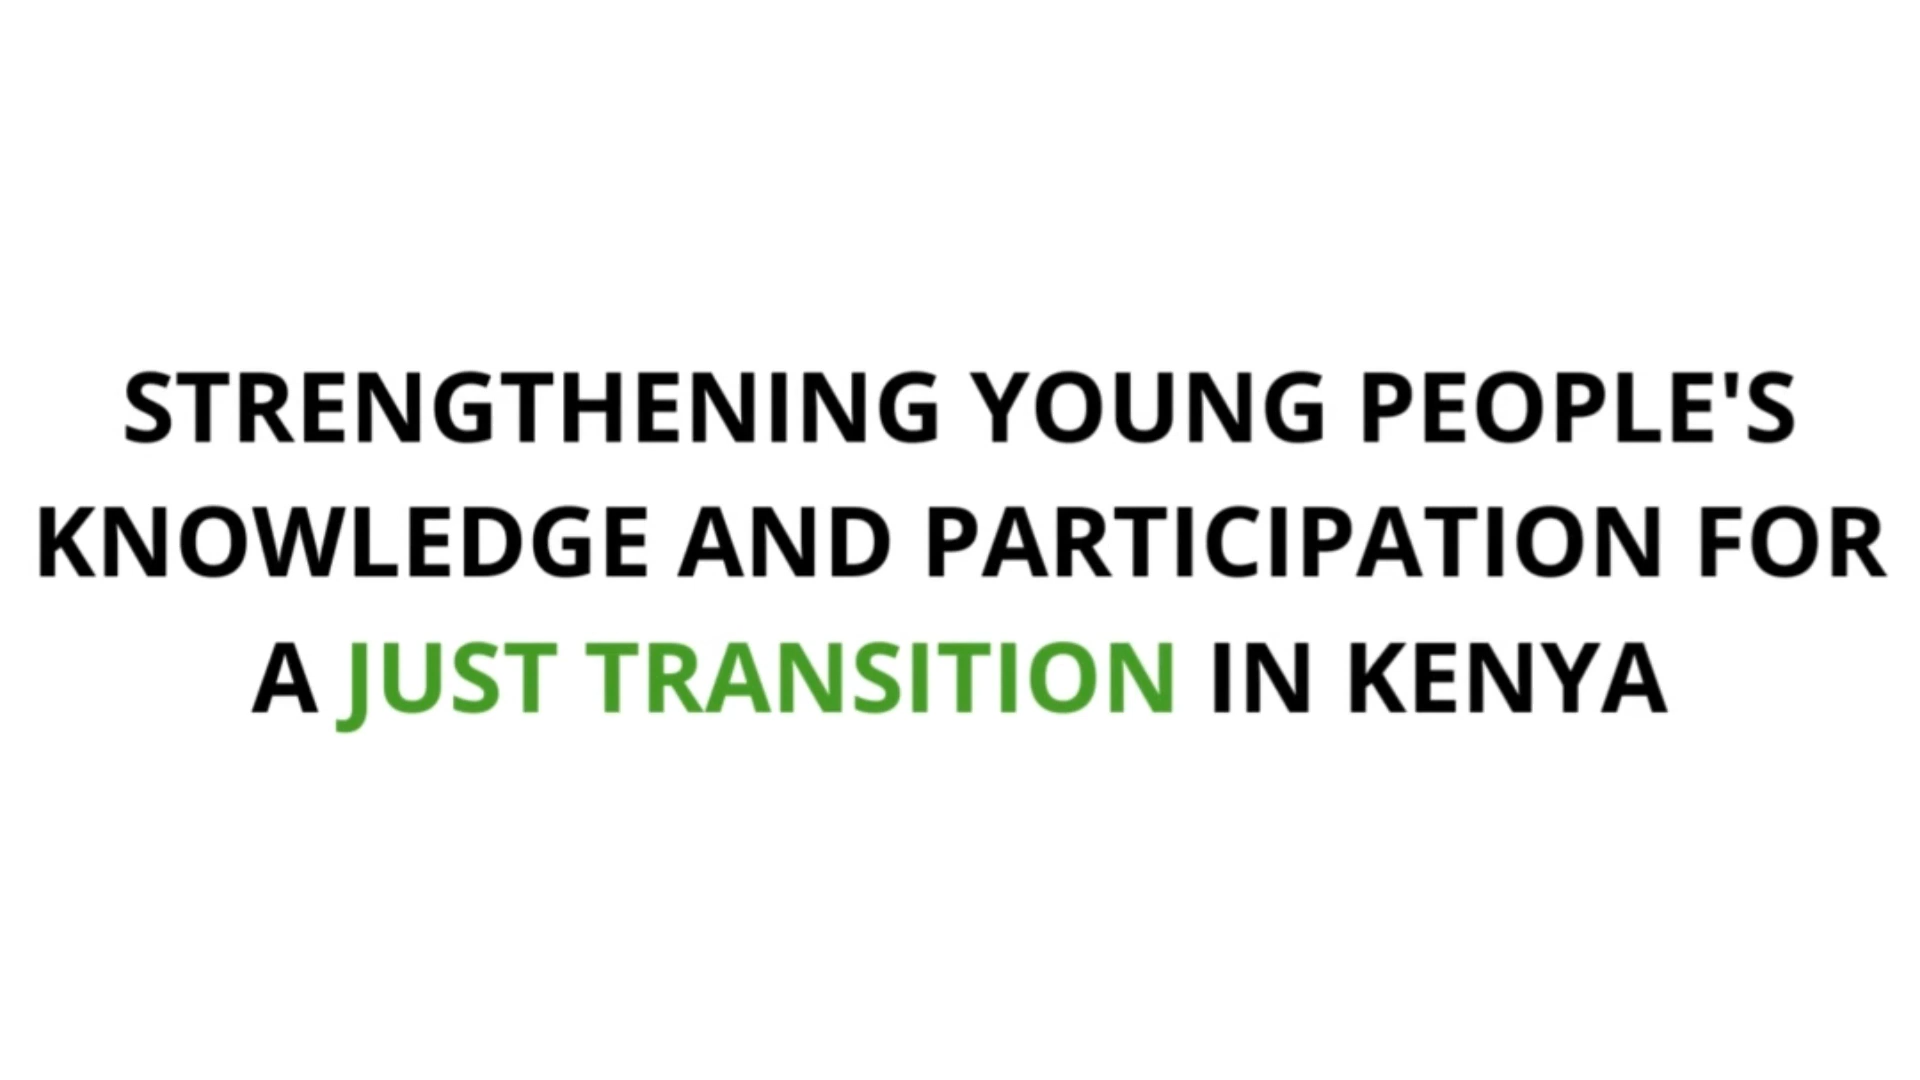 STRENGTHENING YOUNG PEOPLE'S
KNOWLEDGE AND PARTICIPATION FOR
A JUST TRANSITION IN KENYA